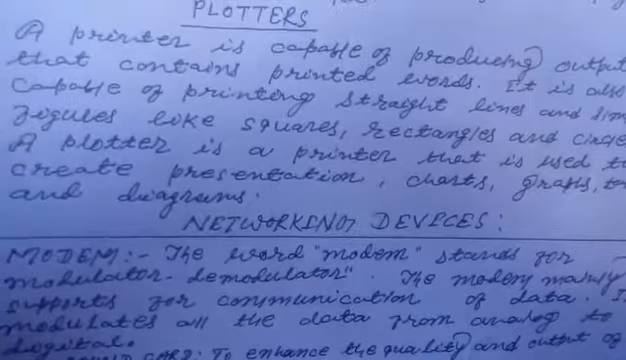 PLOTTERS
A printer is capable of producing output
that contains printed words. It is also
capable of printing straight lines and
figules like squares, rectangles and
A plotter is a printer that is used
create presentation, charts, graphs,
and diagrams.
NETWORKING DEVICES:
MODEM:- The word "modem" stands for
modulator-demodulator". The modem mainly
supports for communication of data.
modulates all the data from analog to
digital.
CARD: To enhance the quality and output of